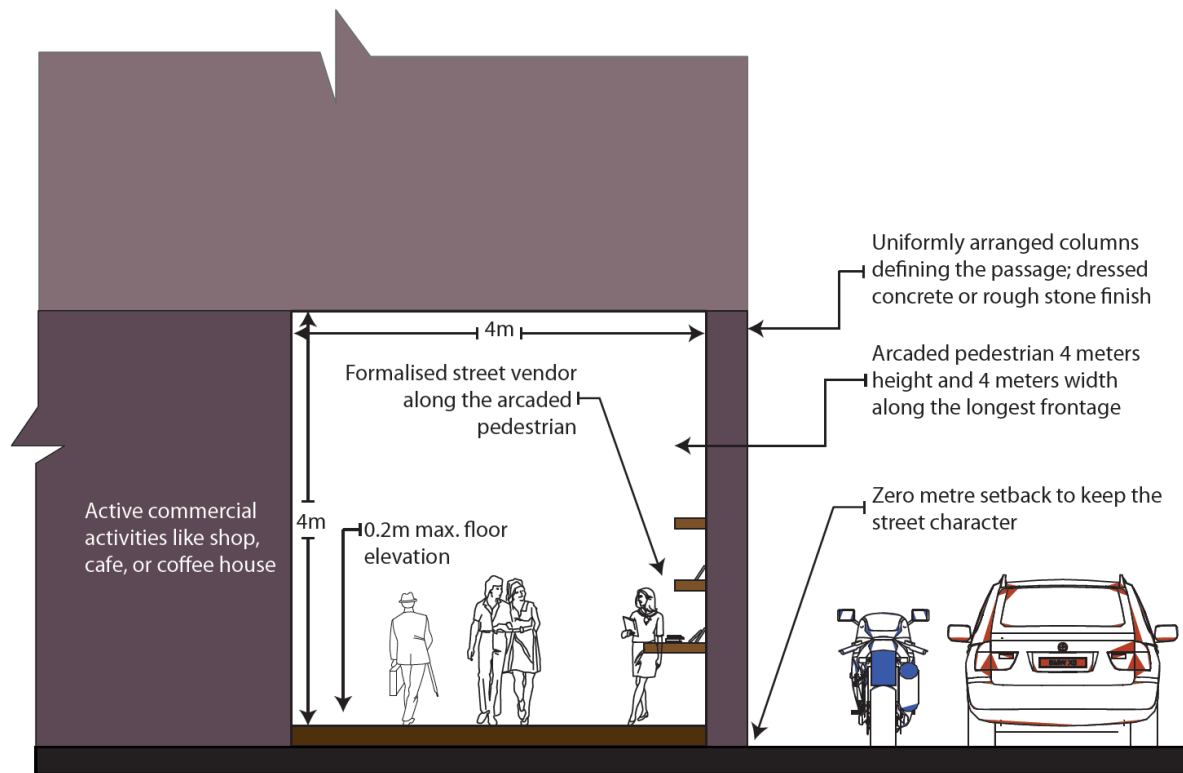 Uniformly arranged columns
defining the passage; dressed
concrete or rough stone finish
4m
Arcaded pedestrian 4 meters
height and 4 meters width
along the longest frontage
Formalised street vendor
along the arcaded
pedestrian
Zero metre setback to keep the
street character
Active commercial
activities like shop,
cafe, or coffee house
4m
0.2m max. floor
elevation